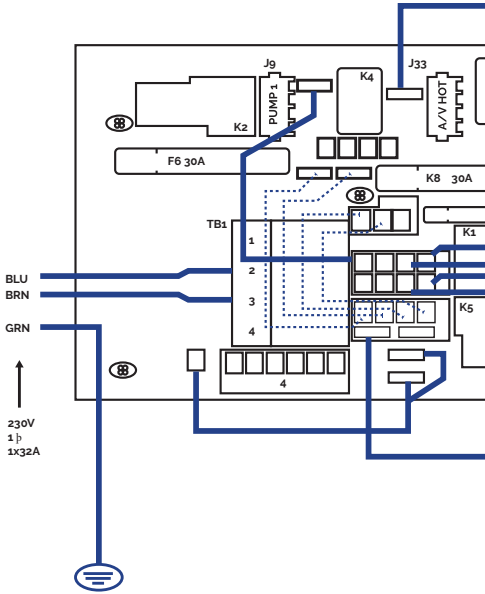 J9
J33
PUMP 1
K4
A/V HOT
K2
F6 30A
K8 30A
TB1
1
K1
2
BLU
BRN
3
K5
GRN
4
4
230V
1 þ
1x32A